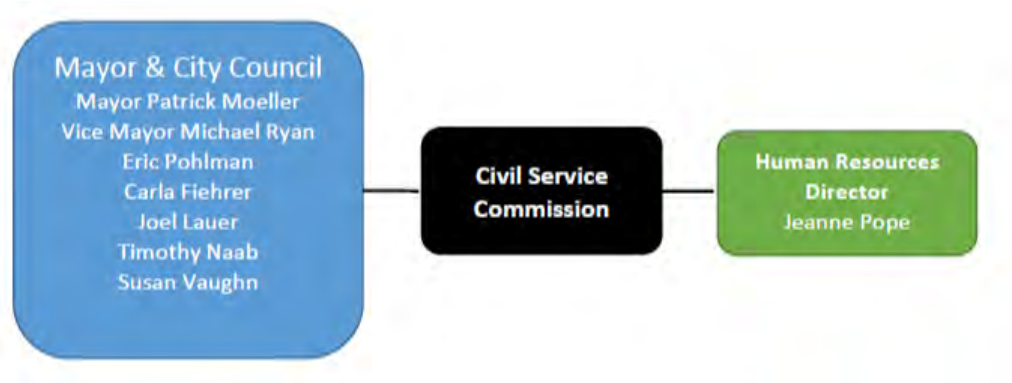 Mayor & City Council
Mayor Patrick Moeller
Vice Mayor Michael Ryan
Eric Pohlman
Carla Fiehrer
Joel Lauer
Timothy Naab
Susan Vaughn
Civil Service
Commission
Human Resources
Director
Jeanne Pope